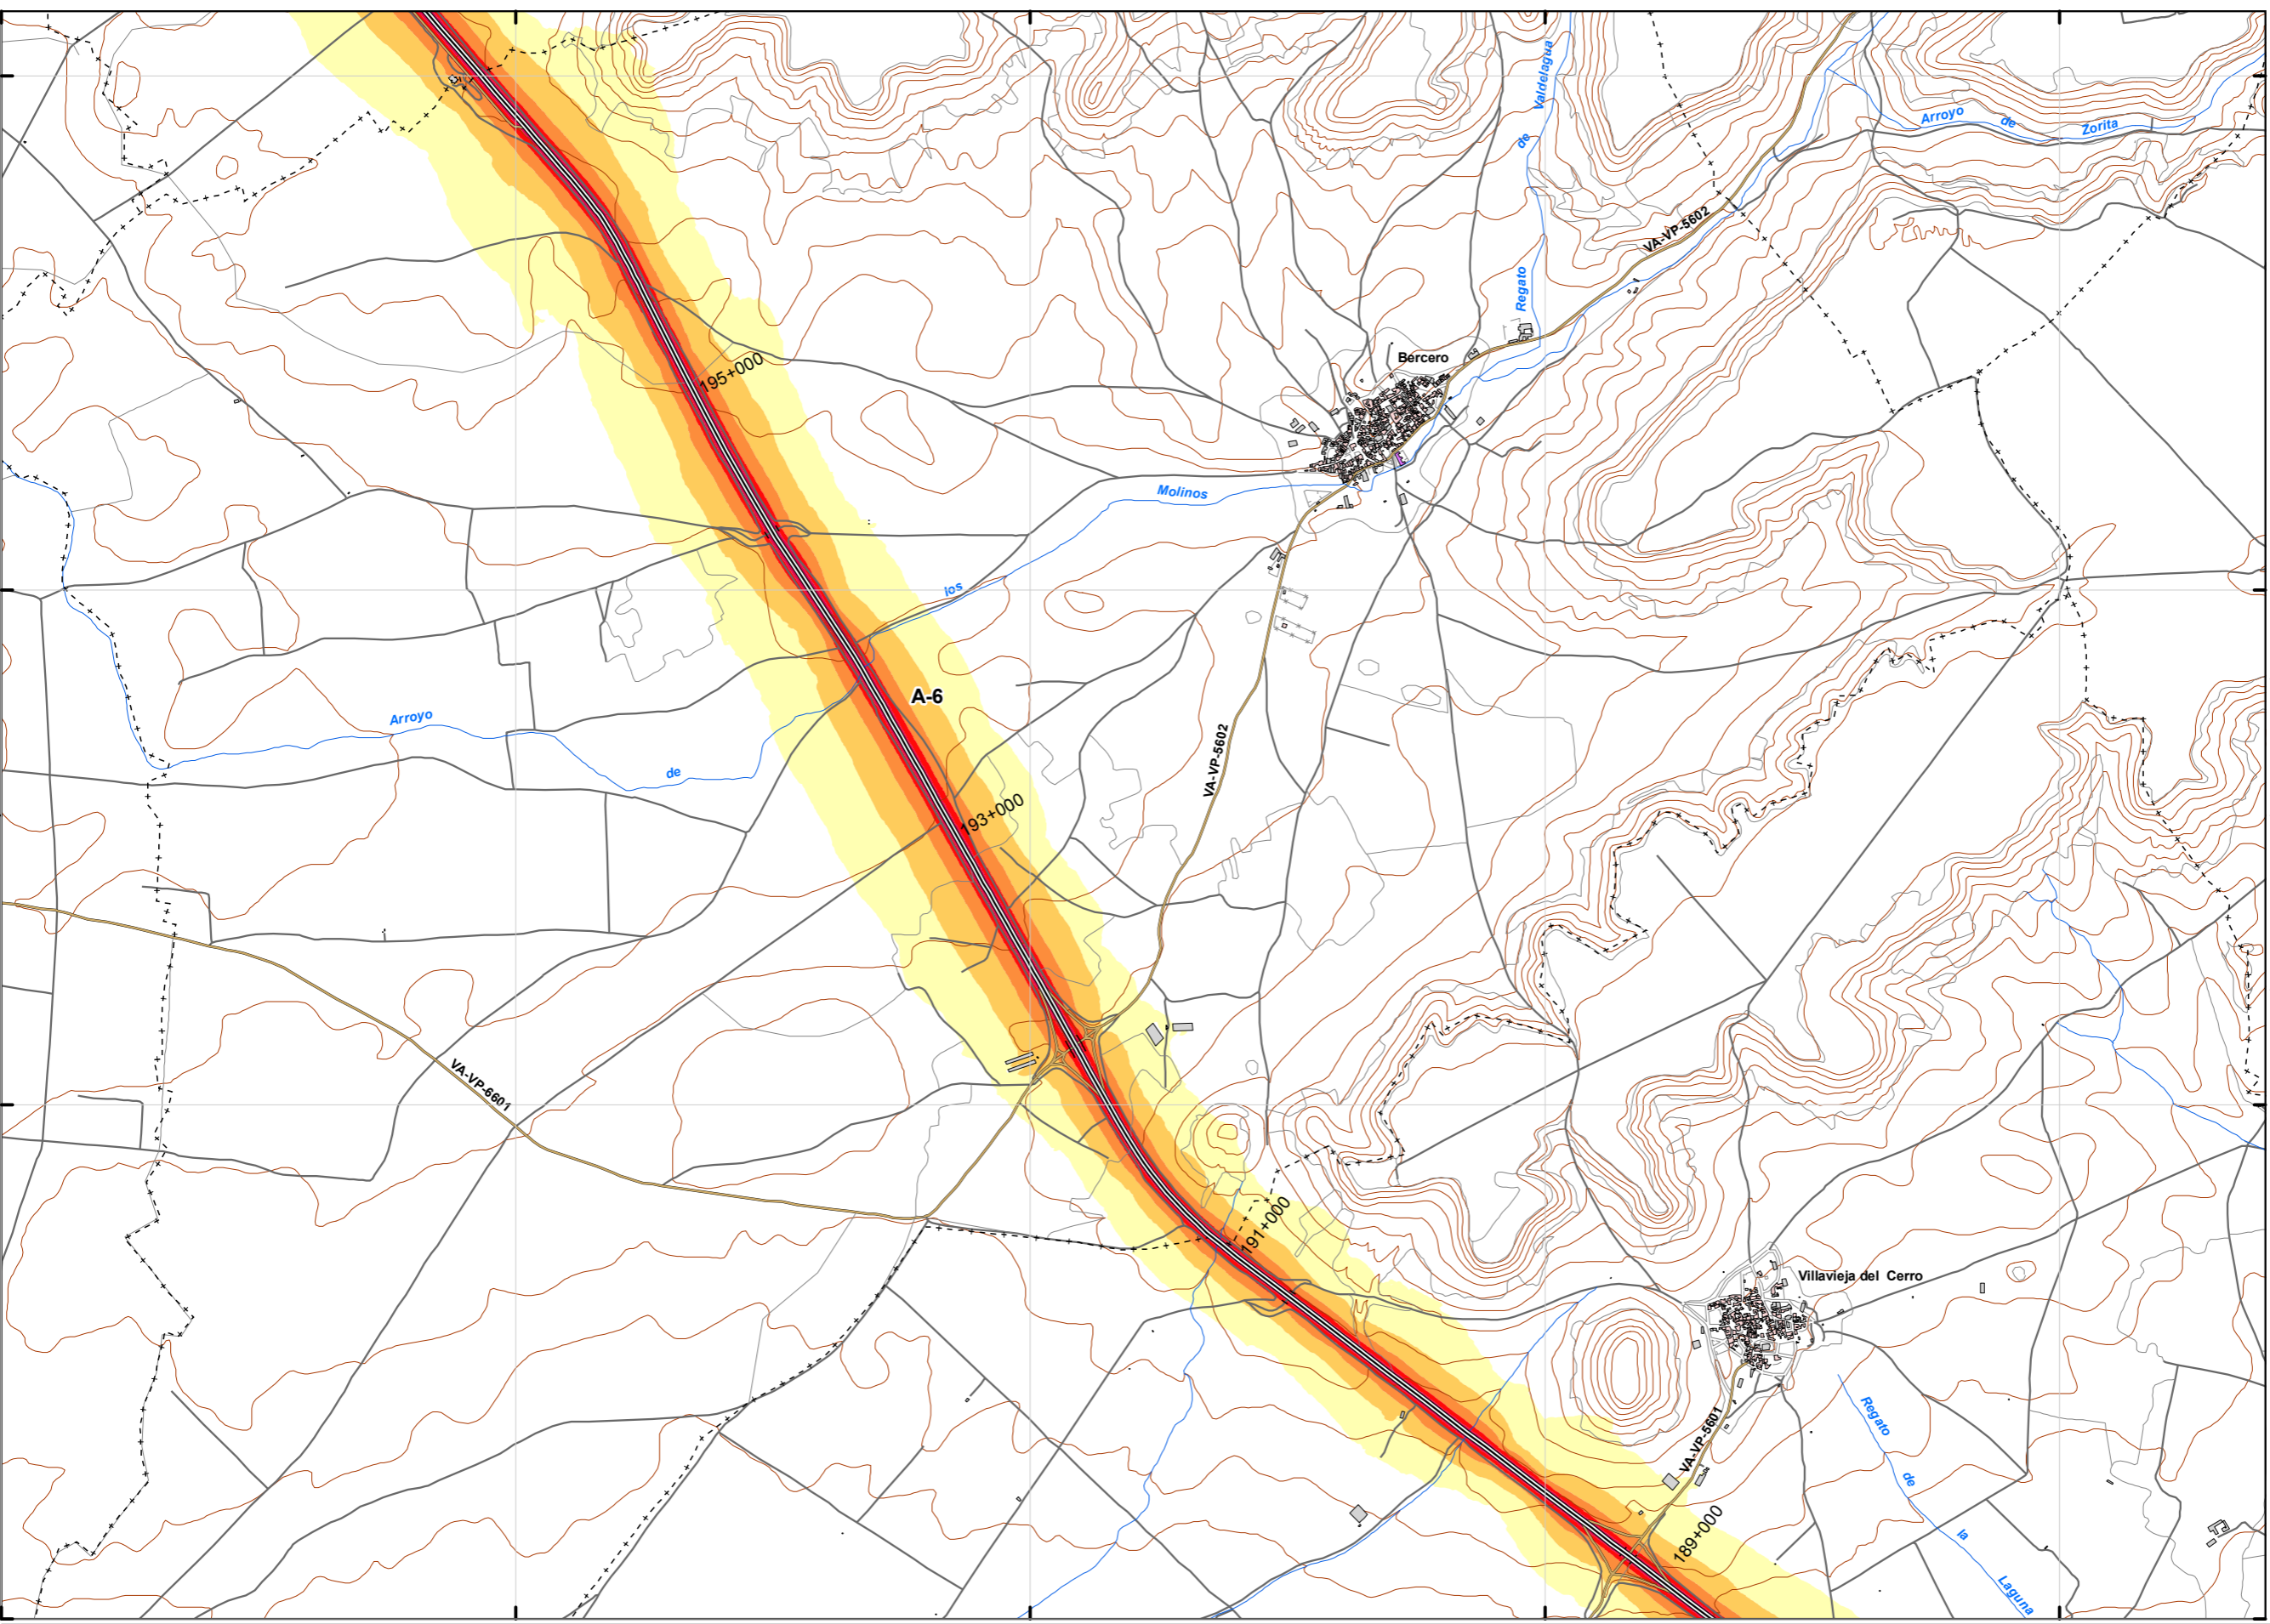 Valdelagua
de
Regato
Arroyo de Zorita
VA-VP-5602
Bercero
195+000
Molinos
los
A-6
Arroyo
de
VA-VP-5602
193+000
VA-VP-6601
191+000
Villavieja del Cerro
VA-VP-5601
189+000
Regato
de
la
Laguna